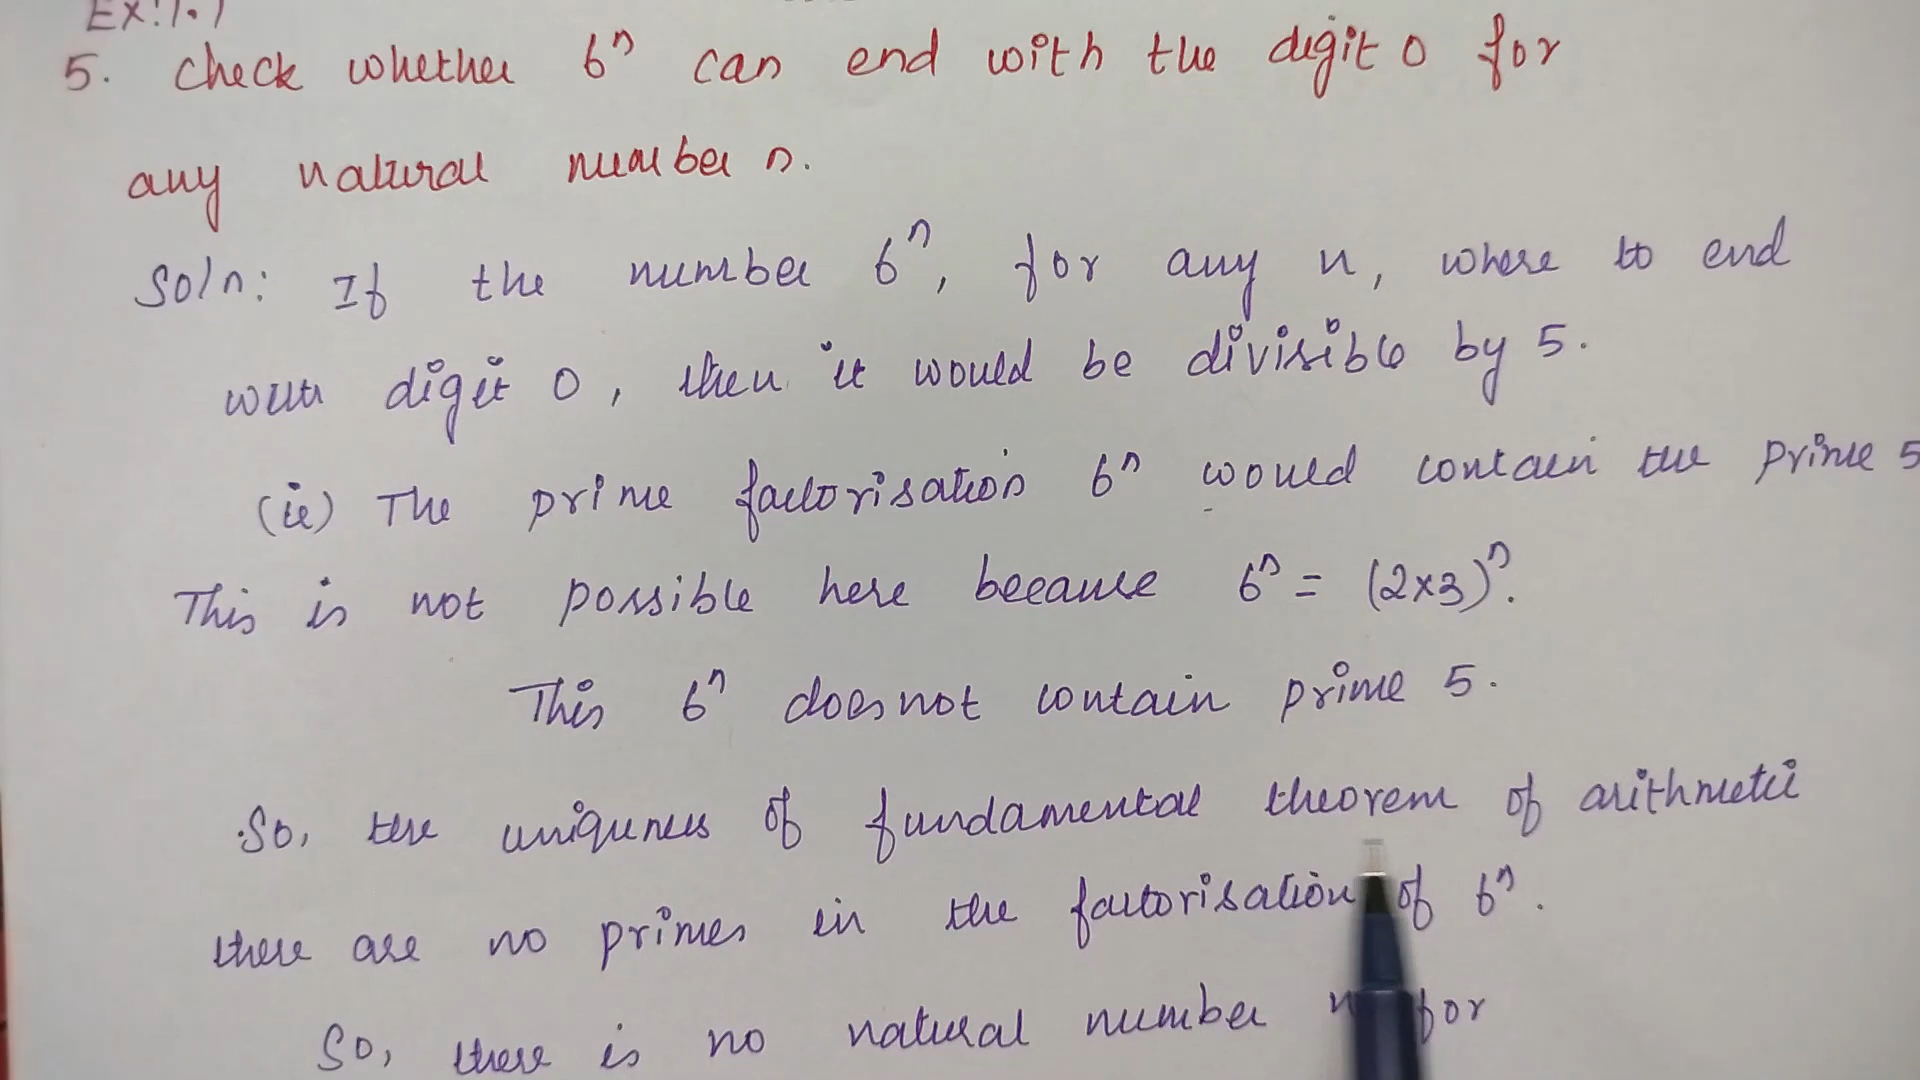 Ex:1.1
5. Check whether 6ⁿ can end with the digit 0 for
any natural number n.
Soln: If the number 6ⁿ, for any n, where to end
with digit 0, then it would be divisible by 5.
(ie) The prime factorisation 6ⁿ would contain the prime 5
This is not possible here because 6ⁿ = (2×3)ⁿ.
This 6ⁿ does not contain prime 5.
So, the uniqueness of fundamental theorem of arithmetic
there are no primes in the factorisation of 6ⁿ.
So, there is no natural number n for